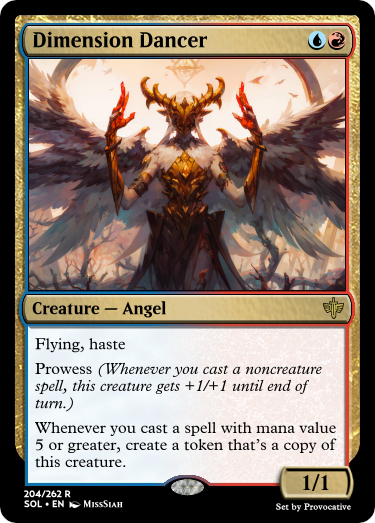 Dimension Dancer
Creature — Angel
Flying, haste
Prowess (Whenever you cast a noncreature
spell, this creature gets +1/+1 until end of
turn.)
Whenever you cast a spell with mana value
5 or greater, create a token that's a copy of
this creature.
1/1
204/262 R
SOL • EN MissSiah
Set by Provocative